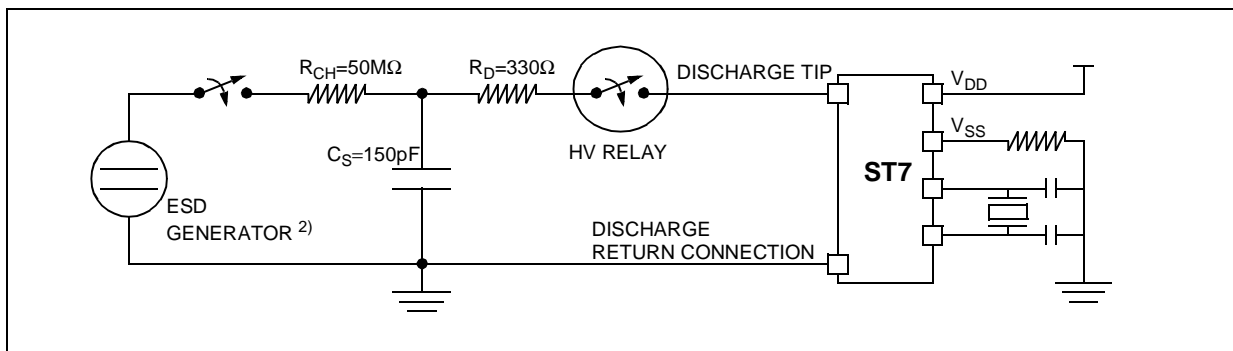 R_CH=50MΩ
R_D=330Ω
DISCHARGE TIP
V_DD
V_SS
C_S=150pF
HV RELAY
ST7
ESD
GENERATOR 2)
DISCHARGE
RETURN CONNECTION